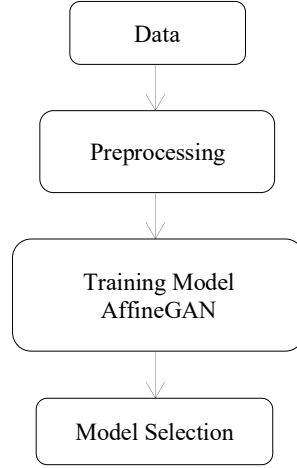 Data
Preprocessing
Training Model
AffineGAN
Model Selection